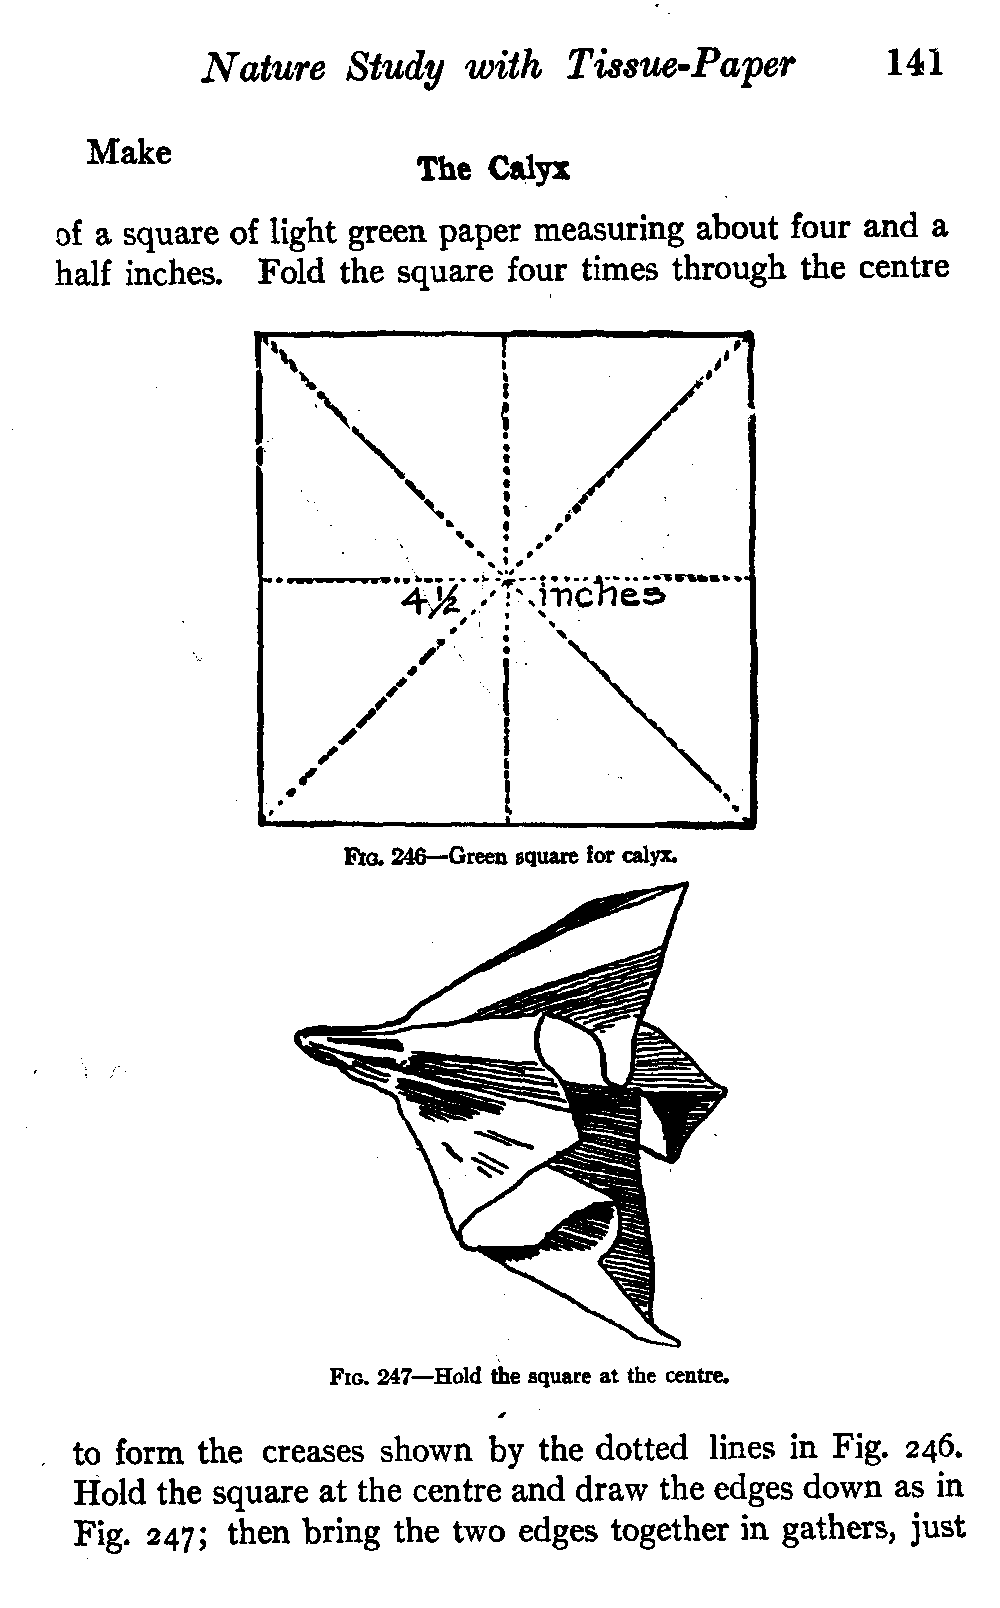 Nature Study with Tissue-Paper 141
Make
The Calyx
of a square of light green paper measuring about four and a
half inches. Fold the square four times through the centre
4½ inches
Fig. 246—Green square for calyx.
Fig. 247—Hold the square at the centre.
to form the creases shown by the dotted lines in Fig. 246.
Hold the square at the centre and draw the edges down as in
Fig. 247; then bring the two edges together in gathers, just